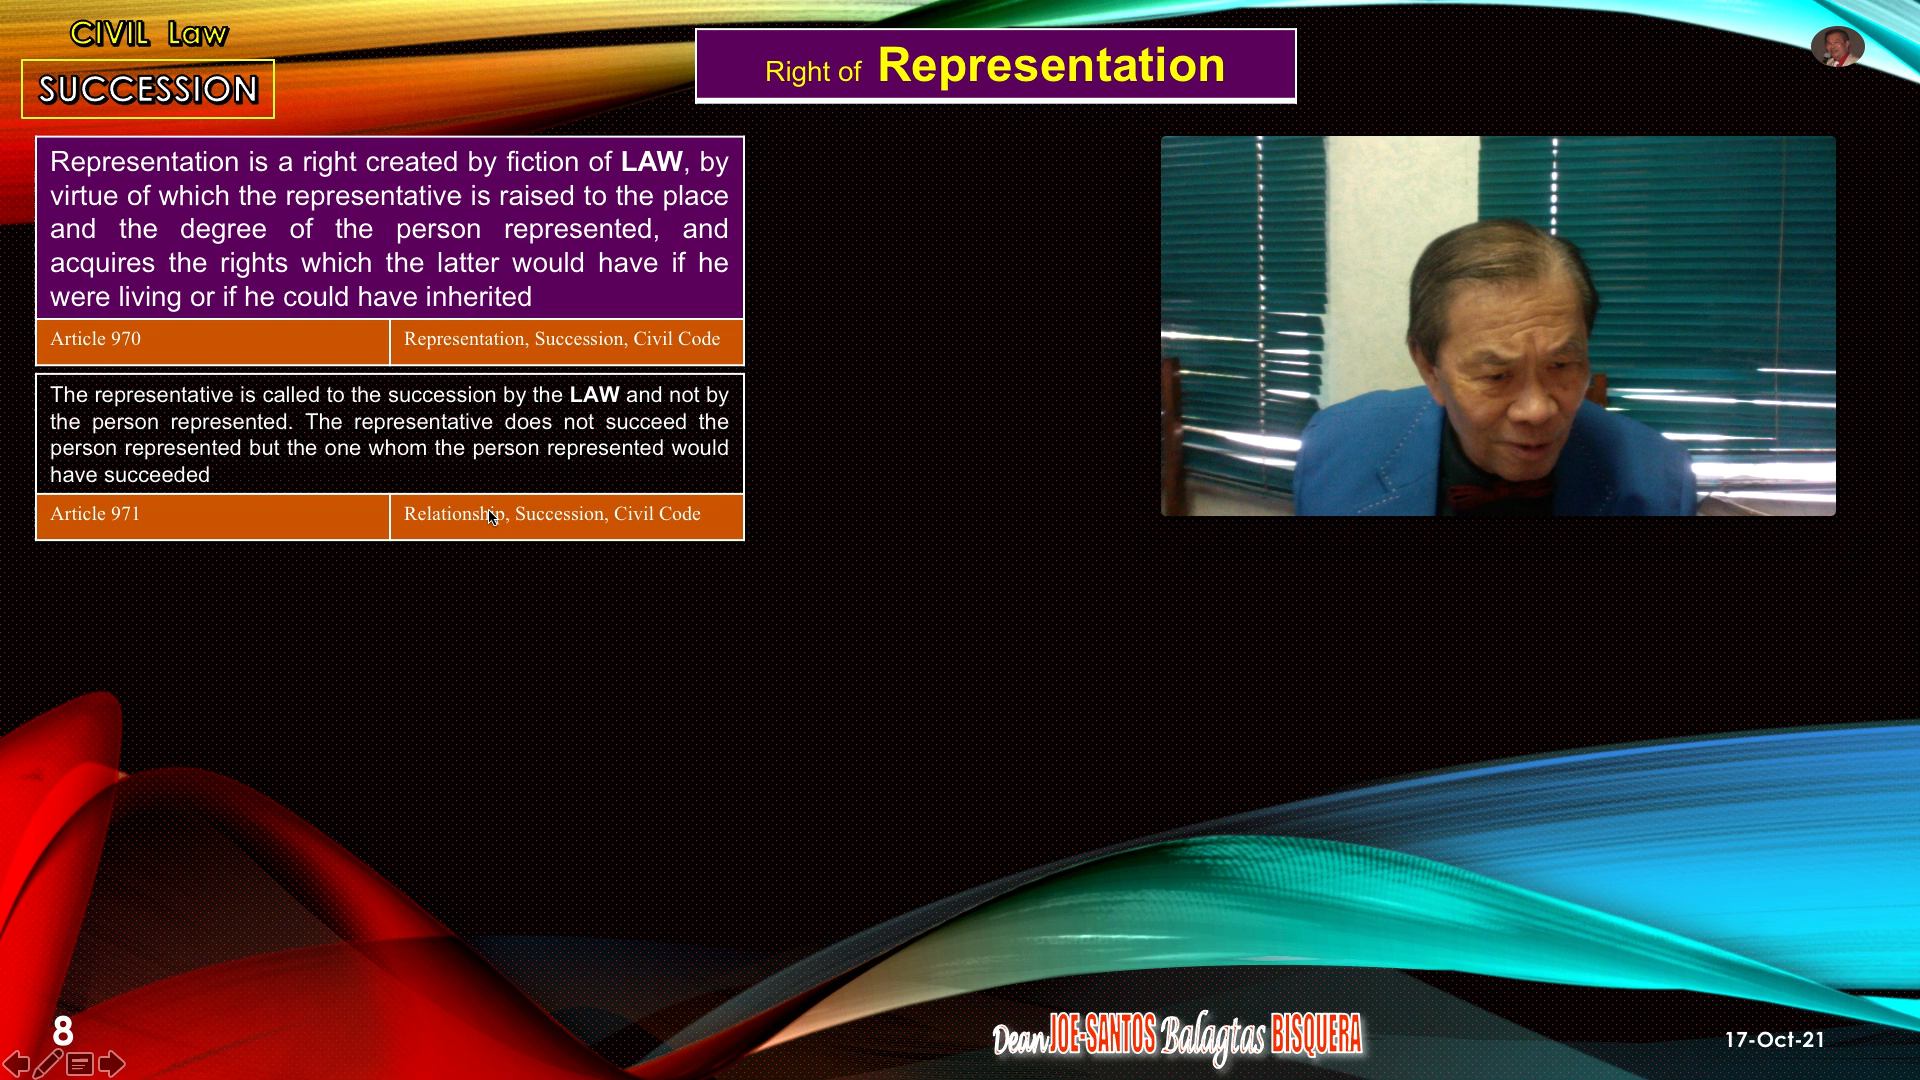 CIVIL Law
SUCCESSION
Right of Representation
Representation is a right created by fiction of LAW, by
virtue of which the representative is raised to the place
and the degree of the person represented, and
acquires the rights which the latter would have if he
were living or if he could have inherited
Article 970
Representation, Succession, Civil Code
The representative is called to the succession by the LAW and not by
the person represented. The representative does not succeed the
person represented but the one whom the person represented would
have succeeded
Article 971
Relationship, Succession, Civil Code
8
Dean JOE-SANTOS Balagtas BISQUERA
17-Oct-21